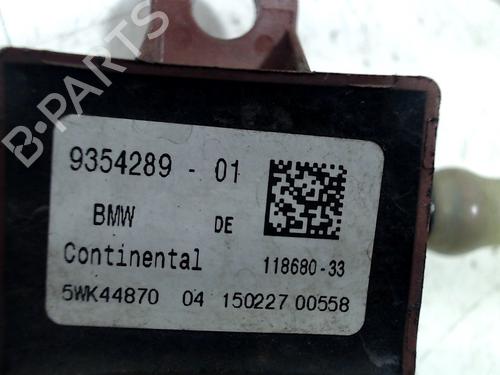 B-PARTS
9354289 - 01
BMW DE
Continental 118680-33
5WK44870 04 150227 00558